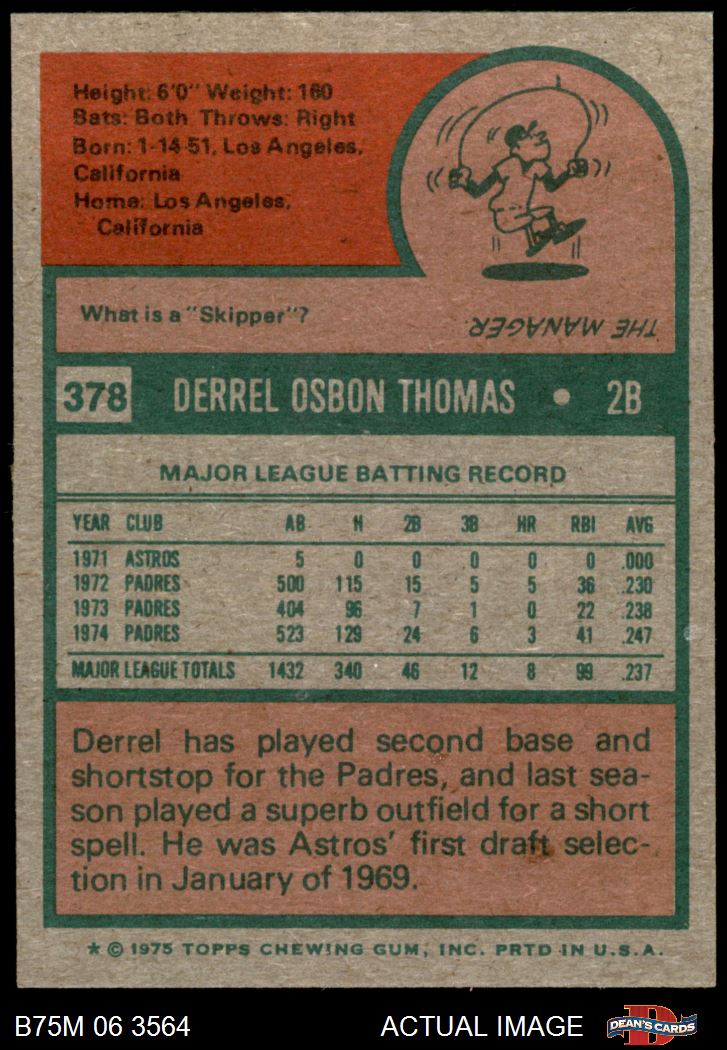 Height: 6'0" Weight: 160
Bats: Both Throws: Right
Born: 1-14-51, Los Angeles,
California
Home: Los Angeles,
California
What is a "Skipper"?
THE MANAGER
378 DERREL OSBON THOMAS • 2B
MAJOR LEAGUE BATTING RECORD
YEAR CLUB AB H 2B 3B HR RBI AVG
1971 ASTROS 5 0 0 0 0 0 .000
1972 PADRES 500 115 15 5 5 36 .230
1973 PADRES 404 96 7 1 0 22 .238
1974 PADRES 523 129 24 6 3 41 .247
MAJOR LEAGUE TOTALS 1432 340 46 12 8 99 .237
Derrel has played second base and
shortstop for the Padres, and last sea-
son played a superb outfield for a short
spell. He was Astros' first draft selec-
tion in January of 1969.
* © 1975 TOPPS CHEWING GUM, INC. PRTD IN U.S.A.
B75M 06 3564 ACTUAL IMAGE DEAN'S CARDS